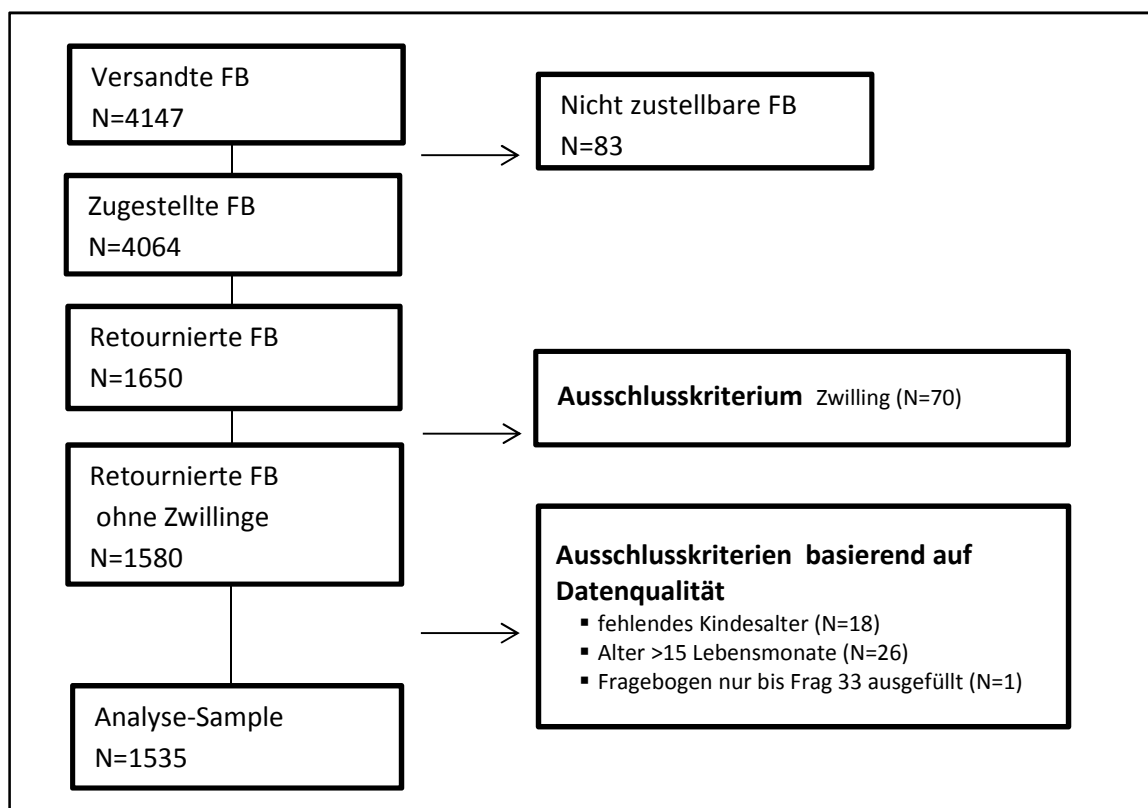 Versandte FB
N=4147
Nicht zustellbare FB
N=83
Zugestellte FB
N=4064
Retournierte FB
N=1650
Ausschlusskriterium Zwilling (N=70)
Retournierte FB
ohne Zwillinge
N=1580
Ausschlusskriterien basierend auf
Datenqualität
▪ fehlendes Kindesalter (N=18)
▪ Alter >15 Lebensmonate (N=26)
▪ Fragebogen nur bis Frag 33 ausgefüllt (N=1)
Analyse-Sample
N=1535